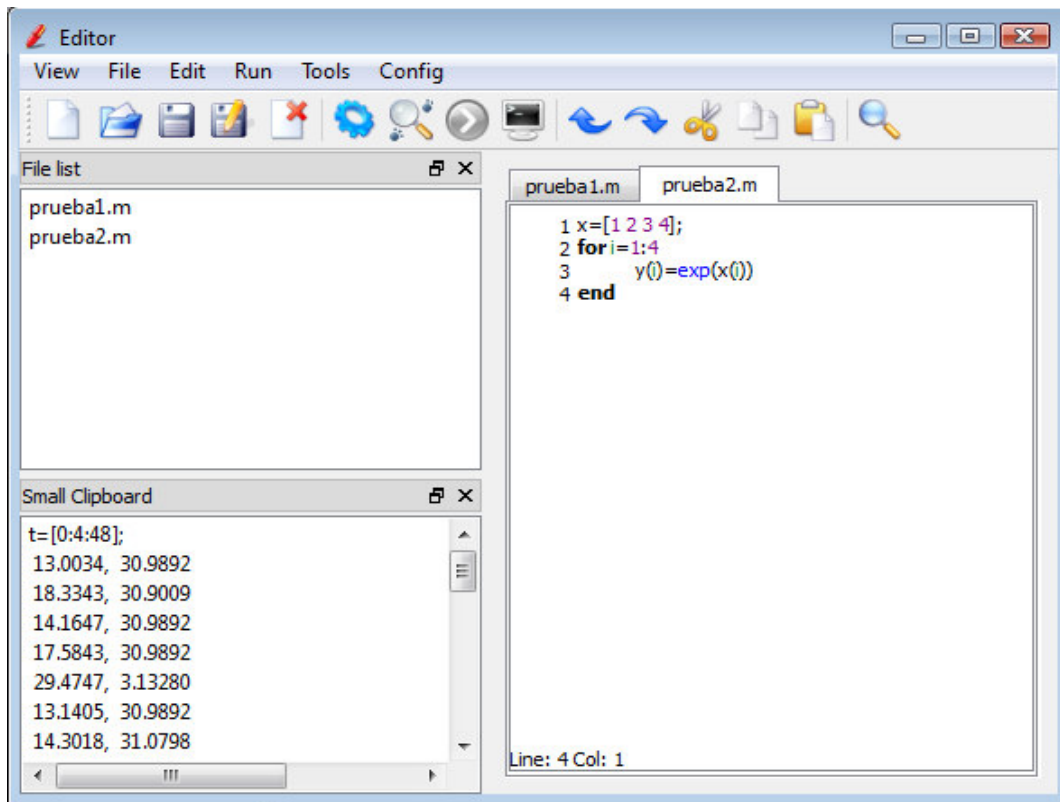 Editor
View File Edit Run Tools Config
File list
prueba1.m
prueba2.m
Small Clipboard
t=[0:4:48];
13.0034, 30.9892
18.3343, 30.9009
14.1647, 30.9892
17.5843, 30.9892
29.4747, 3.13280
13.1405, 30.9892
14.3018, 31.0798
prueba1.m prueba2.m
1 x=[1 2 3 4];
2 for i=1:4
3 y(i)=exp(x(i))
4 end
Line: 4 Col: 1